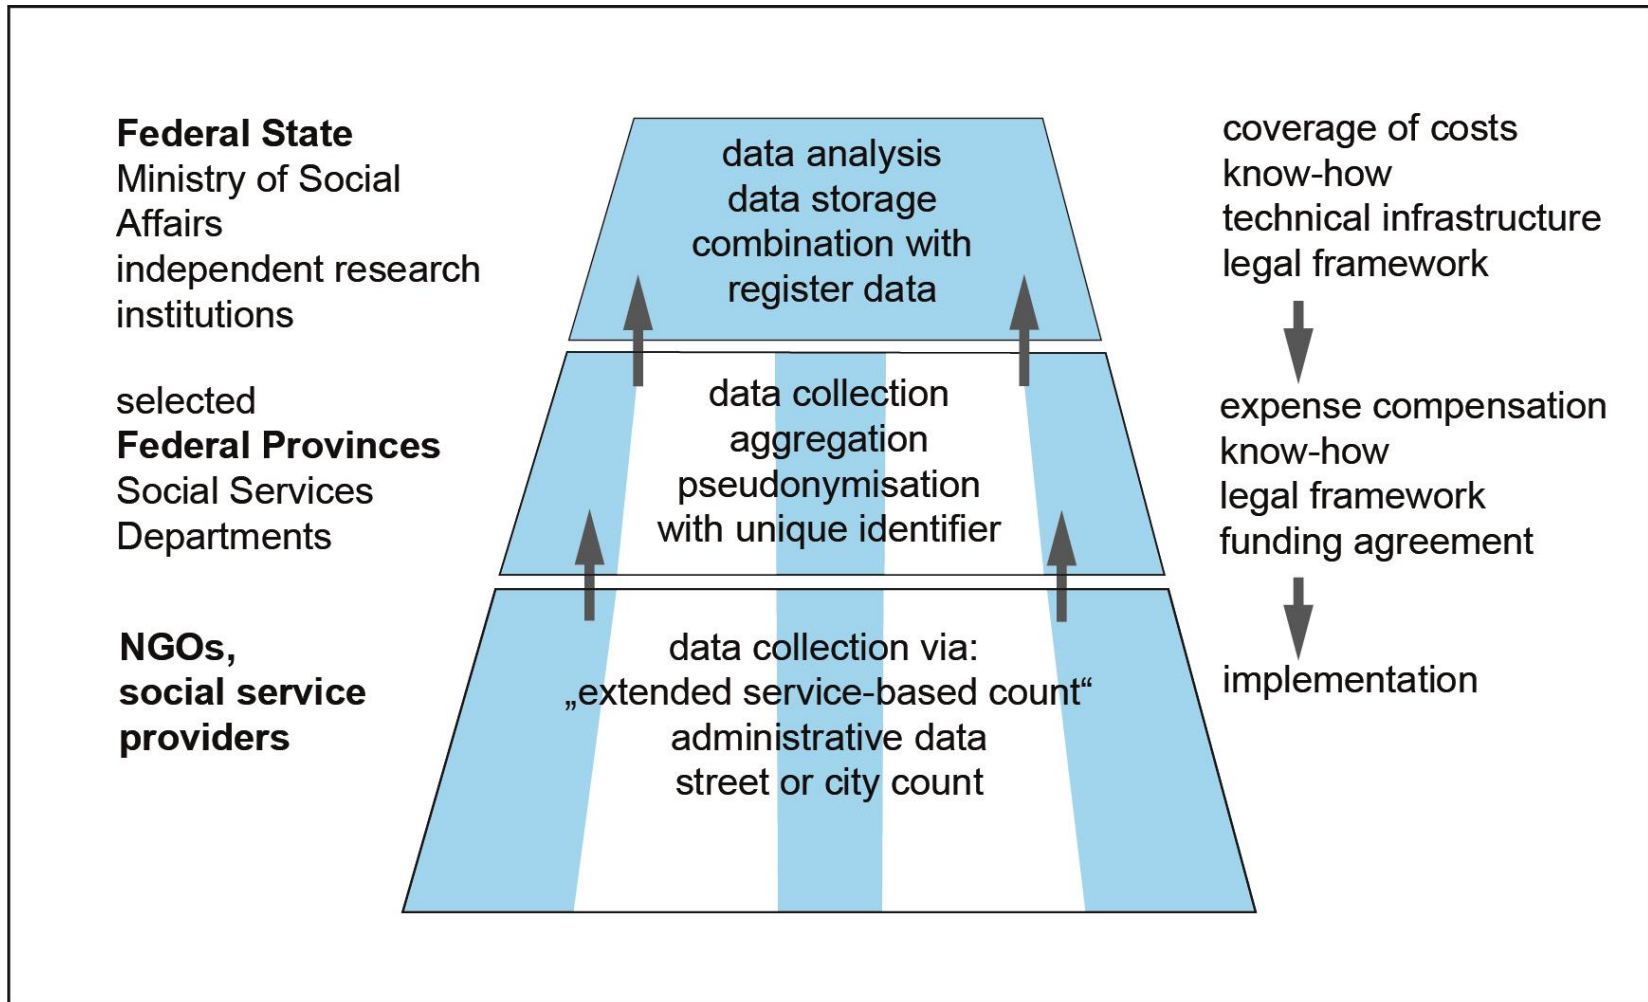 Federal State
Ministry of Social
Affairs
independent research
institutions
data analysis
data storage
combination with
register data
coverage of costs
know-how
technical infrastructure
legal framework
selected
Federal Provinces
Social Services
Departments
data collection
aggregation
pseudonymisation
with unique identifier
expense compensation
know-how
legal framework
funding agreement
NGOs,
social service
providers
data collection via:
„extended service-based count“
administrative data
street or city count
implementation